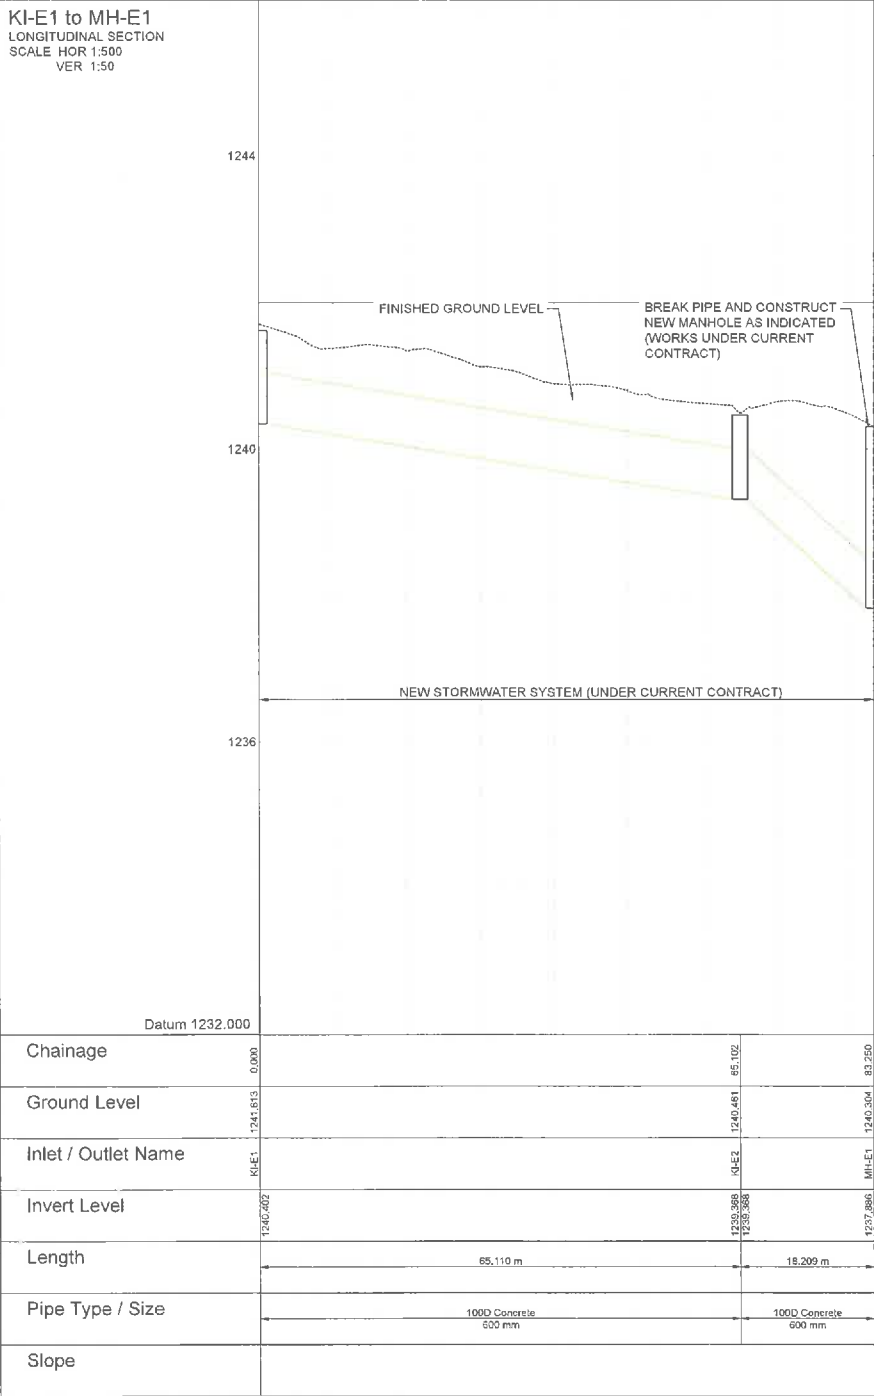 KI-E1 to MH-E1
LONGITUDINAL SECTION
SCALE HOR 1:500
VER 1:50
1244
FINISHED GROUND LEVEL
BREAK PIPE AND CONSTRUCT
NEW MANHOLE AS INDICATED
(WORKS UNDER CURRENT
CONTRACT)
1240
NEW STORMWATER SYSTEM (UNDER CURRENT CONTRACT)
1236
Datum 1232.000
Chainage 0.000 65.102 83.250
Ground Level 1241.613 1240.461 1240.304
Inlet / Outlet Name KI-E1 KI-E2 MH-E1
Invert Level 1240.402 1239.368 1239.368 1237.886
Length 65.110 m 18.209 m
Pipe Type / Size 100D Concrete 100D Concrete
600 mm 600 mm
Slope